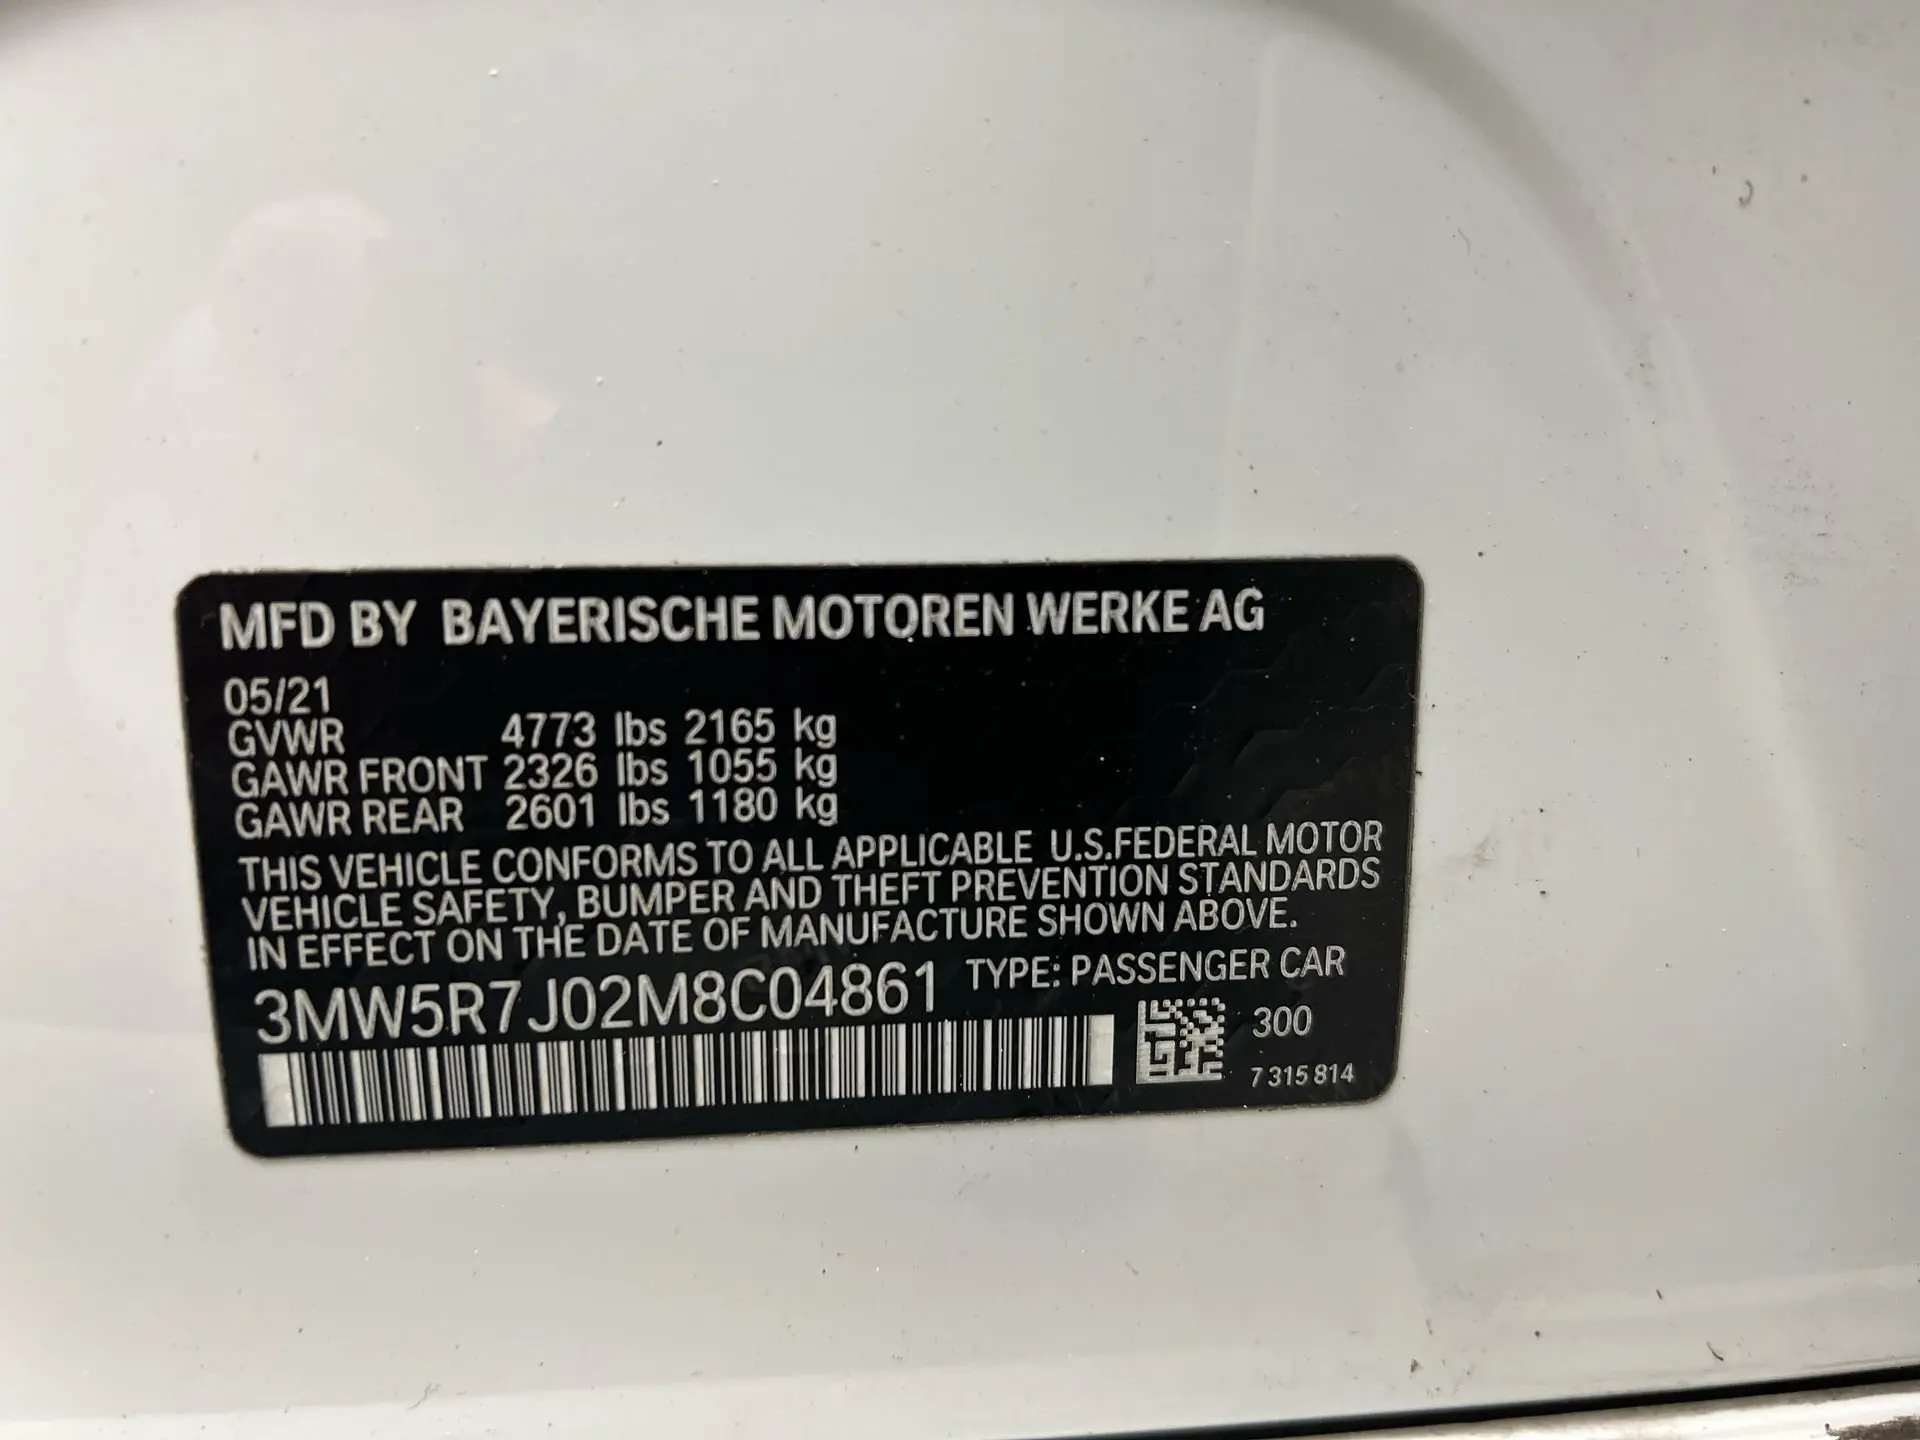 MFD BY BAYERISCHE MOTOREN WERKE AG
05/21
GVWR 4773 lbs 2165 kg
GAWR FRONT 2326 lbs 1055 kg
GAWR REAR 2601 lbs 1180 kg
THIS VEHICLE CONFORMS TO ALL APPLICABLE U.S.FEDERAL MOTOR
VEHICLE SAFETY, BUMPER AND THEFT PREVENTION STANDARDS
IN EFFECT ON THE DATE OF MANUFACTURE SHOWN ABOVE.
3MW5R7J02M8C04861 TYPE: PASSENGER CAR
300
7 315 814